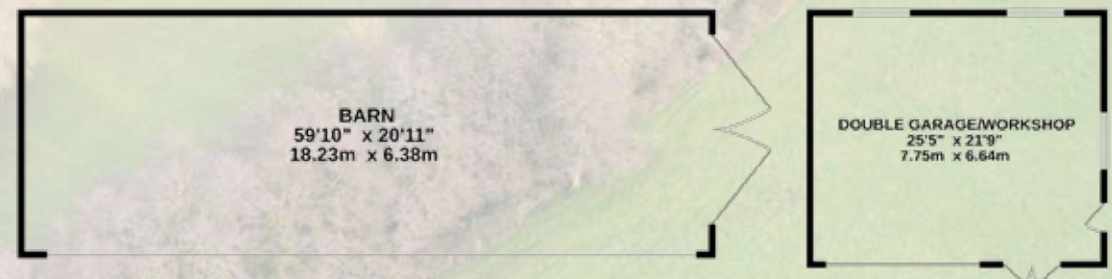 BARN
59'10" x 20'11"
18.23m x 6.38m
DOUBLE GARAGE/WORKSHOP
25'5" x 21'9"
7.75m x 6.64m